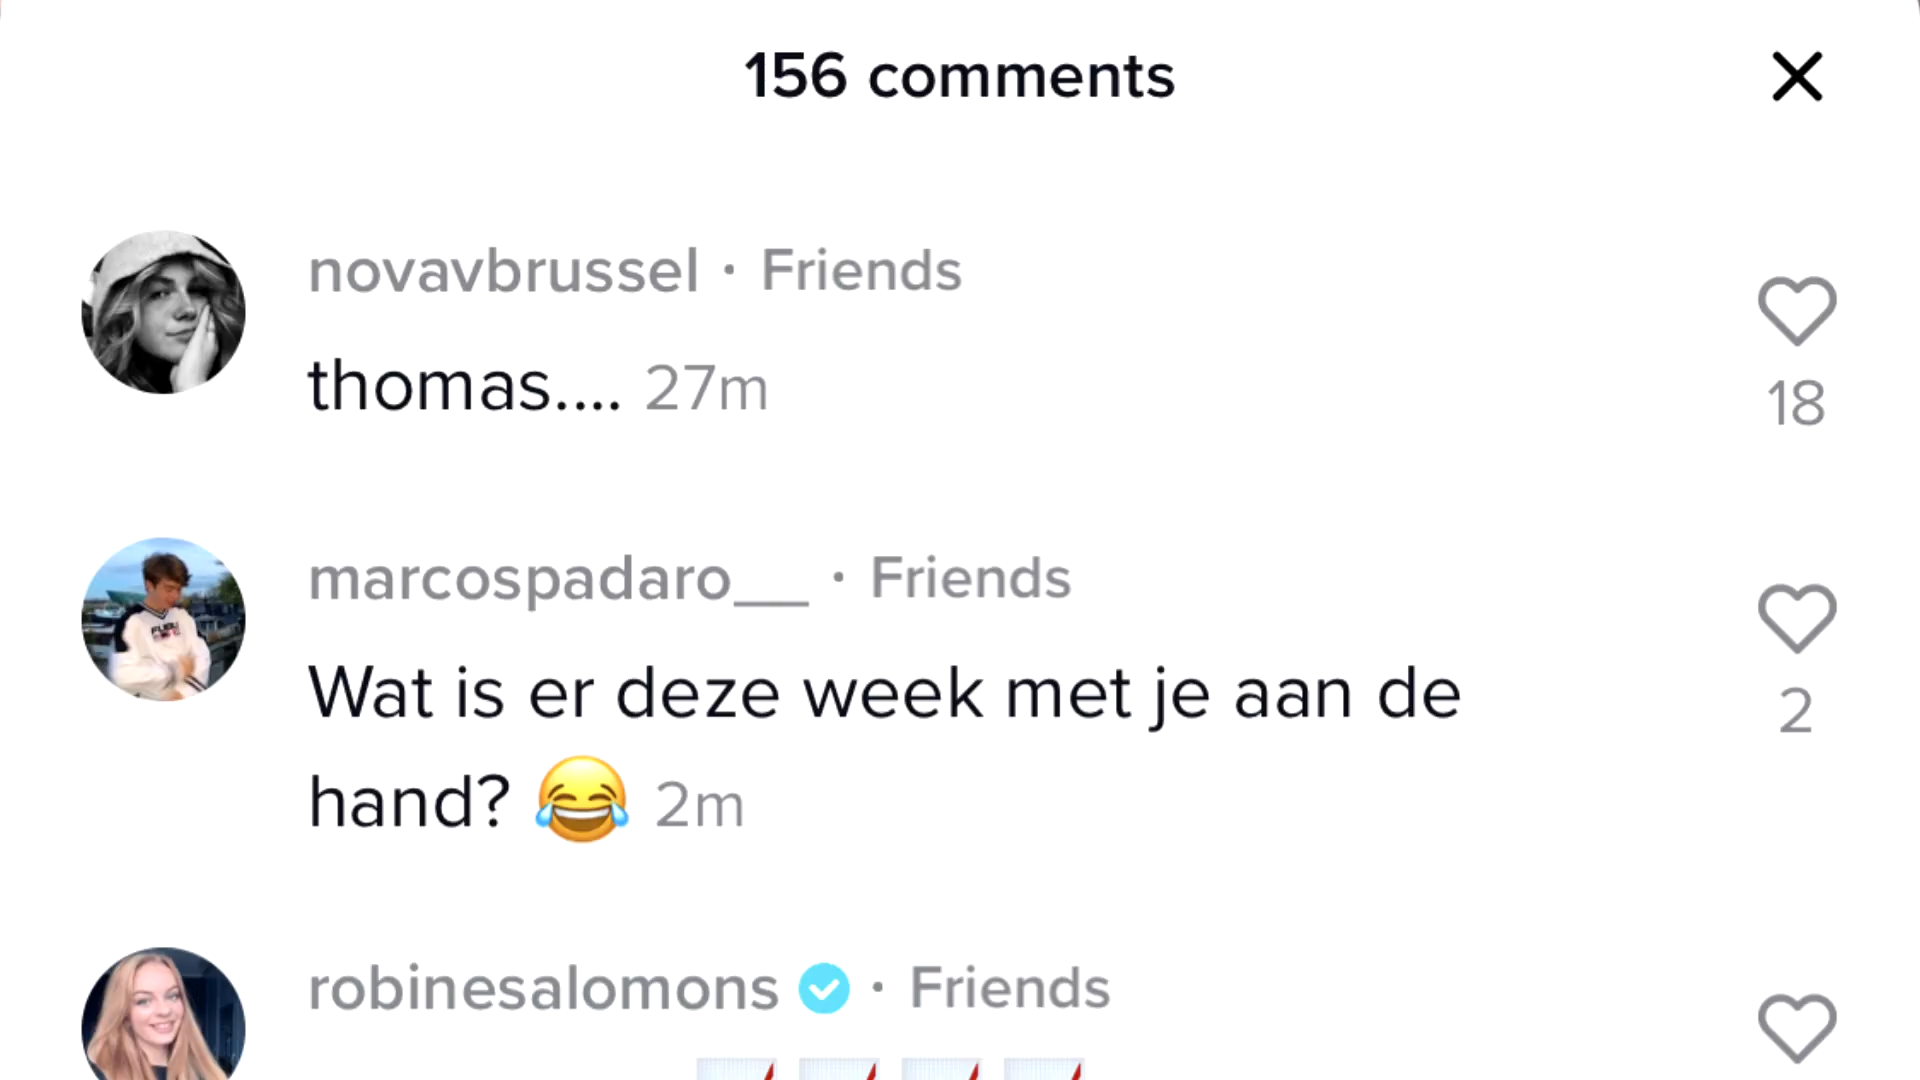 156 comments
novavbrussel · Friends
thomas.... 27m
18
marcospadaro__ · Friends
Wat is er deze week met je aan de
hand? 😂 2m
2
robinesalomons · Friends